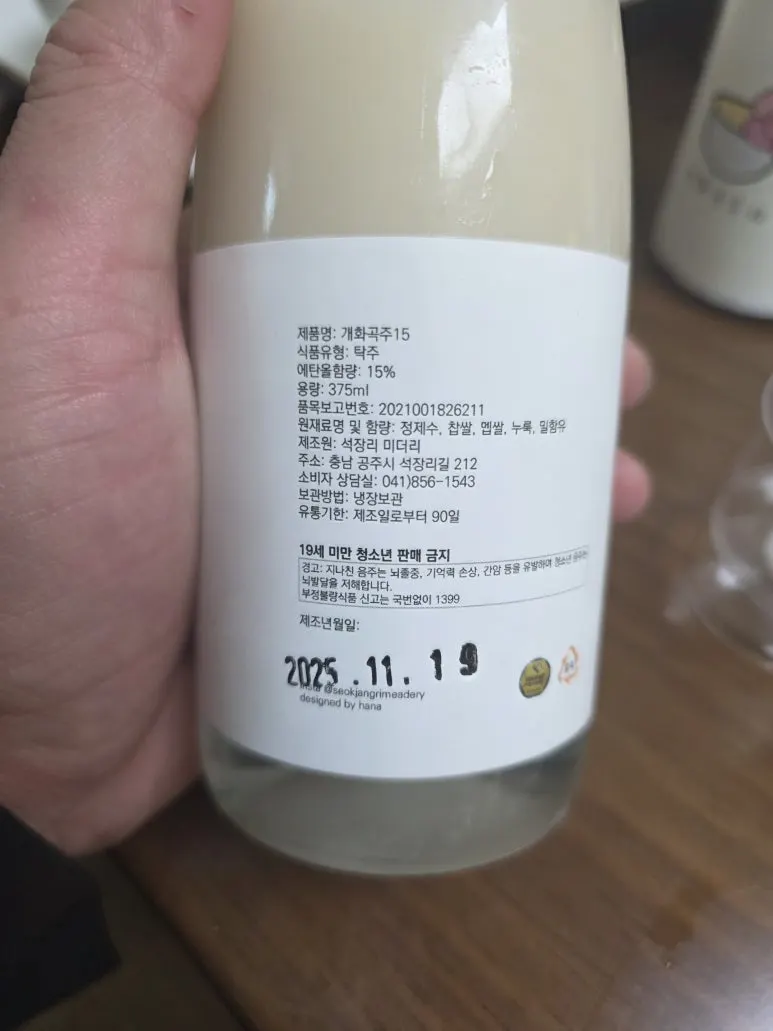 제품명: 개화곡주15
식품유형: 탁주
에탄올함량: 15%
용량: 375ml
품목보고번호: 2021001826211
원재료명 및 함량: 정제수, 찹쌀, 멥쌀, 누룩, 밀함유
제조원: 석장리 미더리
주소: 충남 공주시 석장리길 212
소비자 상담실: 041)856-1543
보관방법: 냉장보관
유통기한: 제조일로부터 90일
19세 미만 청소년 판매 금지
경고: 지나친 음주는 뇌졸중, 기억력 손상, 간암 등을 유발하며 청소년
뇌발달을 저해합니다.
부정불량식품 신고는 국번없이 1399
제조년월일:
2025.11.19
insta @seokjangrimeadery
designed by hana